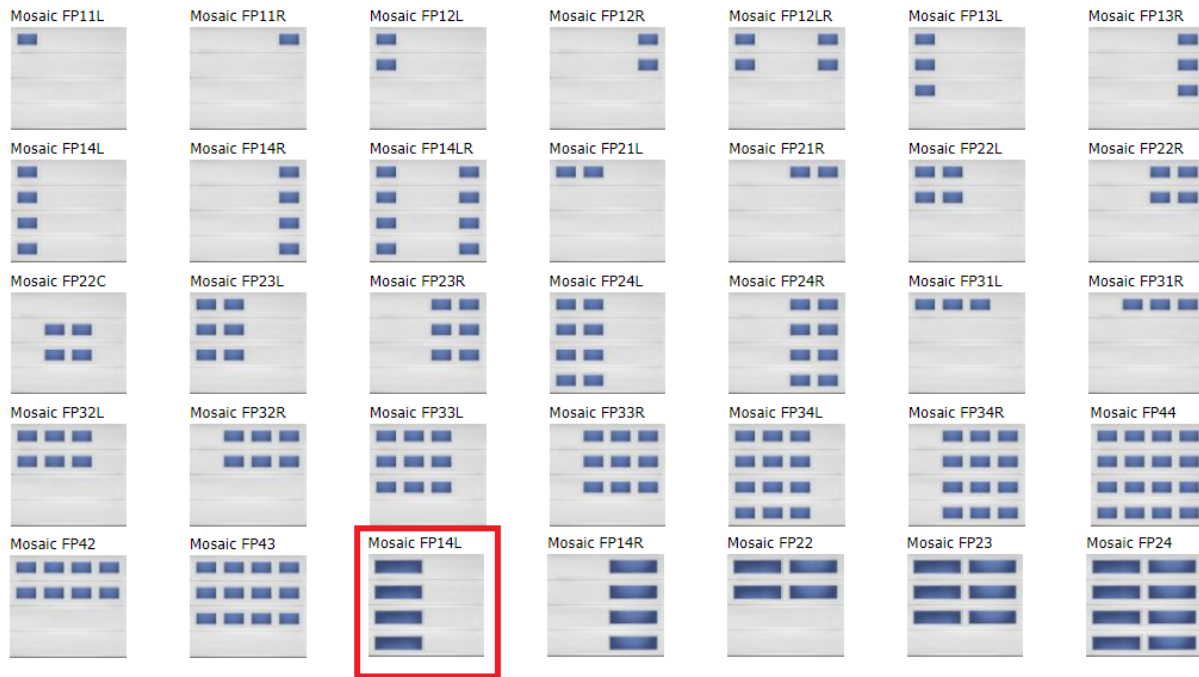 Mosaic FP11L Mosaic FP11R Mosaic FP12L Mosaic FP12R Mosaic FP12LR Mosaic FP13L Mosaic FP13R
Mosaic FP14L Mosaic FP14R Mosaic FP14LR Mosaic FP21L Mosaic FP21R Mosaic FP22L Mosaic FP22R
Mosaic FP22C Mosaic FP23L Mosaic FP23R Mosaic FP24L Mosaic FP24R Mosaic FP31L Mosaic FP31R
Mosaic FP32L Mosaic FP32R Mosaic FP33L Mosaic FP33R Mosaic FP34L Mosaic FP34R Mosaic FP44
Mosaic FP42 Mosaic FP43 Mosaic FP14L Mosaic FP14R Mosaic FP22 Mosaic FP23 Mosaic FP24